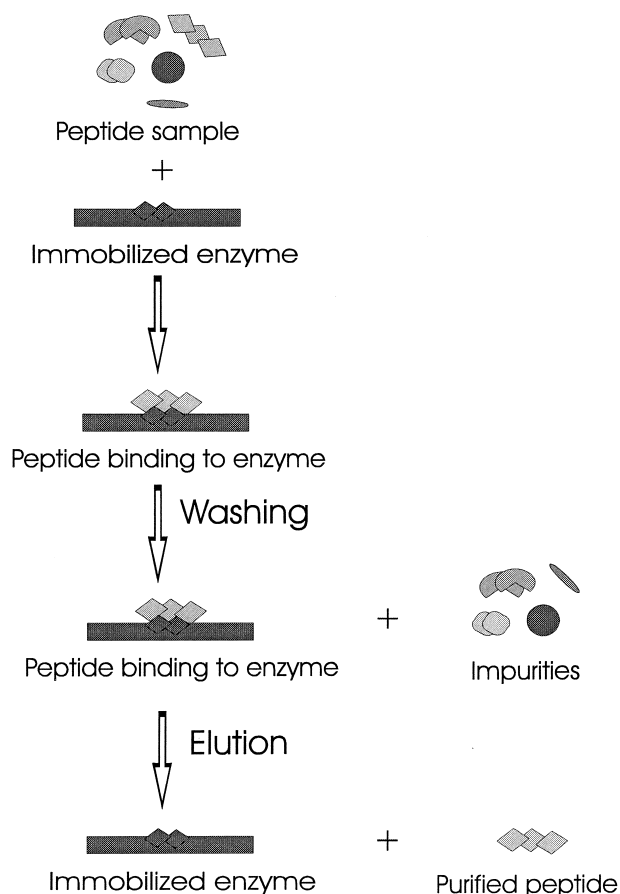 Peptide sample
+
Immobilized enzyme
Peptide binding to enzyme
Washing
Peptide binding to enzyme
+
Impurities
Elution
Immobilized enzyme
+
Purified peptide